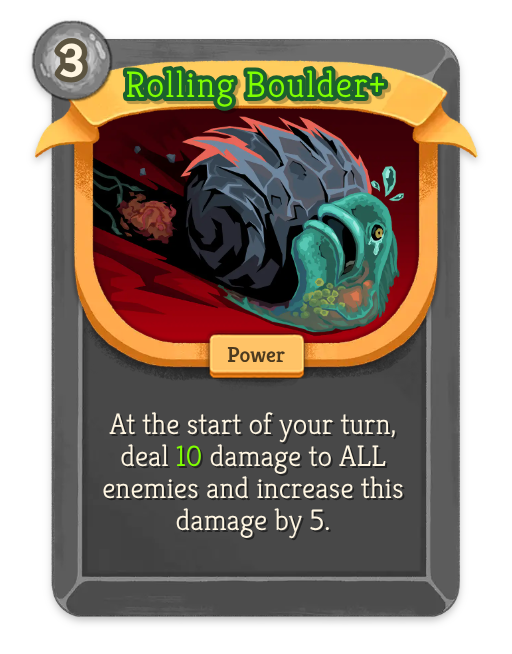 3
Rolling Boulder+
Power
At the start of your turn,
deal 10 damage to ALL
enemies and increase this
damage by 5.